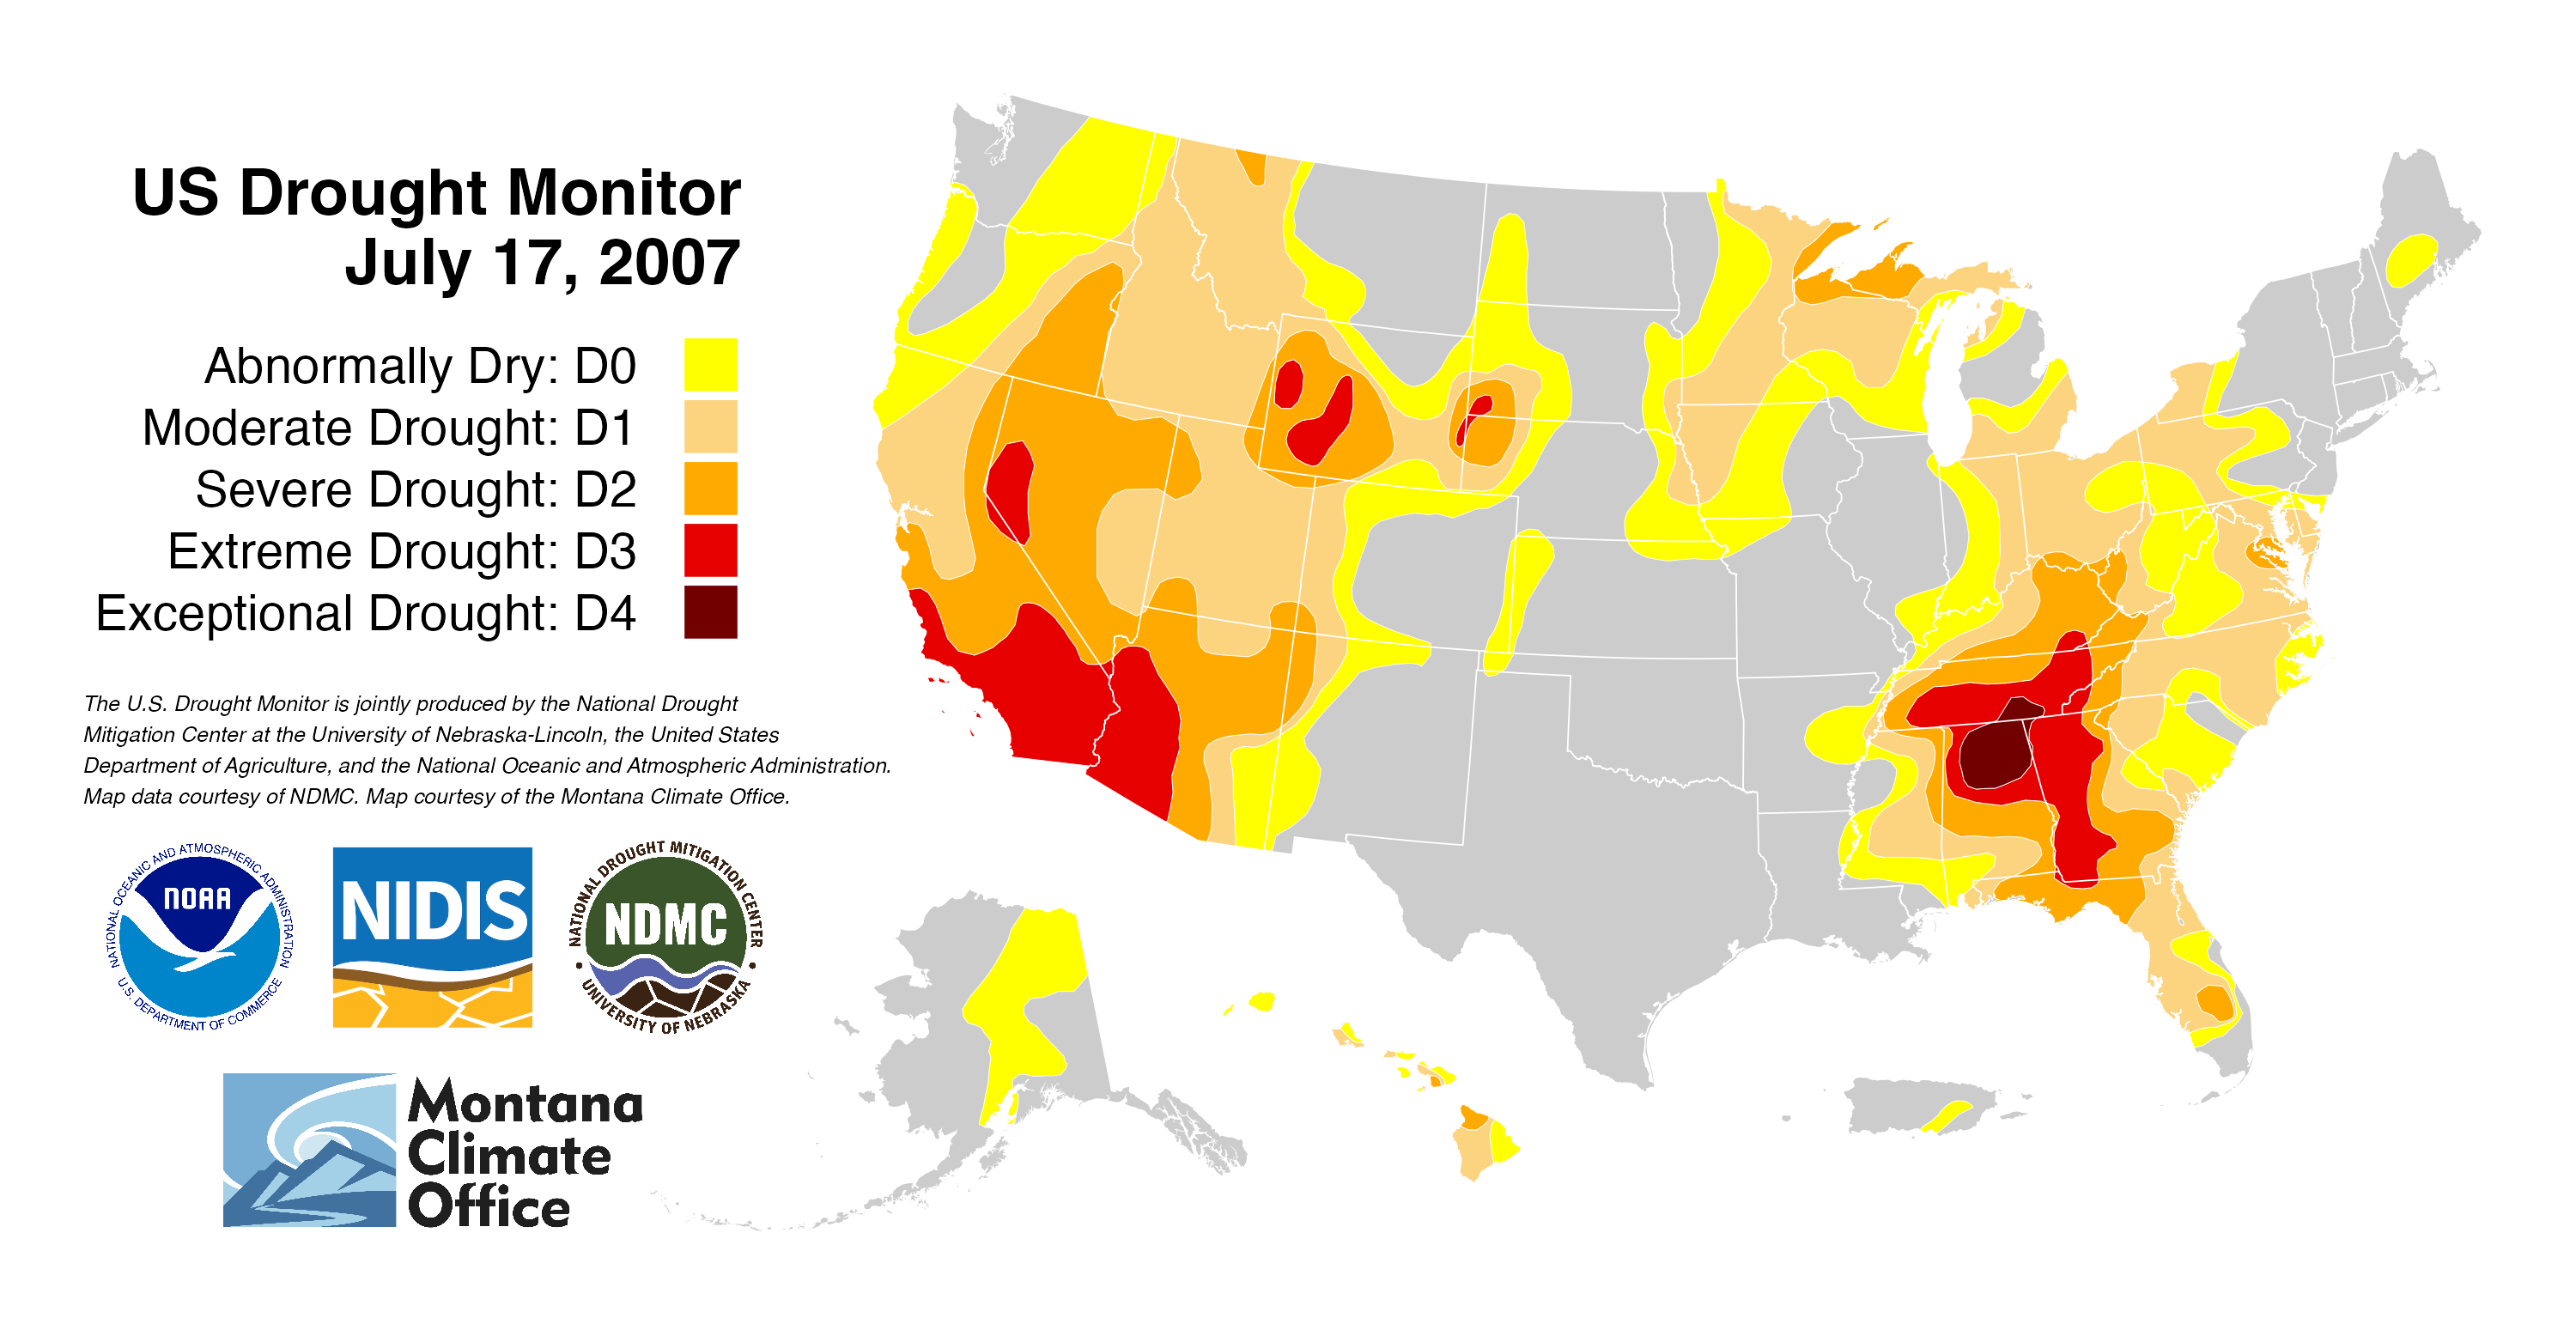 US Drought Monitor
July 17, 2007
Abnormally Dry: D0
Moderate Drought: D1
Severe Drought: D2
Extreme Drought: D3
Exceptional Drought: D4
The U.S. Drought Monitor is jointly produced by the National Drought
Mitigation Center at the University of Nebraska-Lincoln, the United States
Department of Agriculture, and the National Oceanic and Atmospheric Administration.
Map data courtesy of NDMC. Map courtesy of the Montana Climate Office.
NATIONAL OCEANIC AND ATMOSPHERIC ADMINISTRATION
NOAA
U.S. DEPARTMENT OF COMMERCE
NIDIS
NATIONAL DROUGHT MITIGATION CENTER
NDMC
UNIVERSITY OF NEBRASKA
Montana
Climate
Office